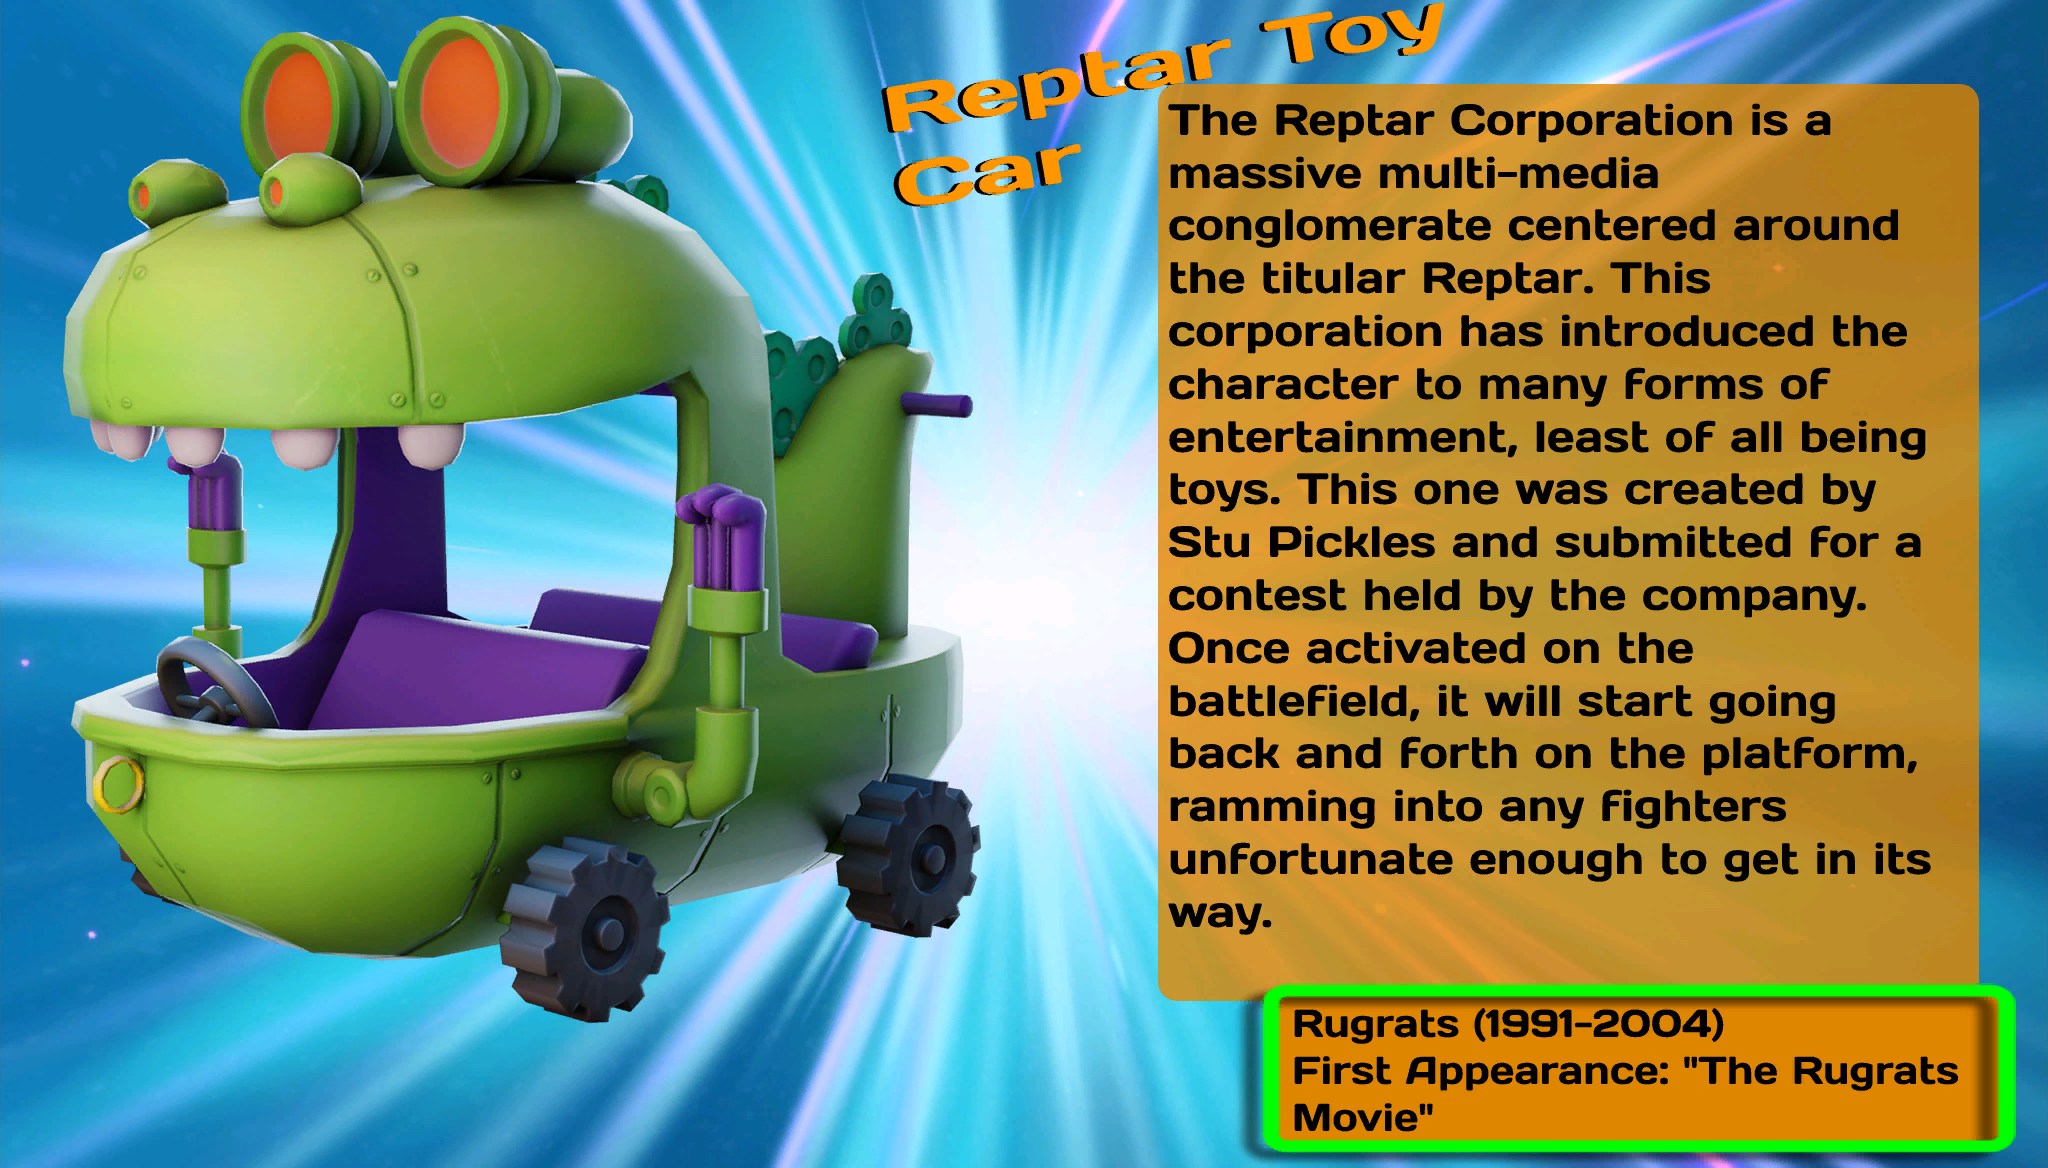 Reptar Toy
Car
The Reptar Corporation is a
massive multi-media
conglomerate centered around
the titular Reptar. This
corporation has introduced the
character to many forms of
entertainment, least of all being
toys. This one was created by
Stu Pickles and submitted for a
contest held by the company.
Once activated on the
battlefield, it will start going
back and forth on the platform,
ramming into any fighters
unfortunate enough to get in its
way.
Rugrats (1991-2004)
First Appearance: "The Rugrats
Movie"